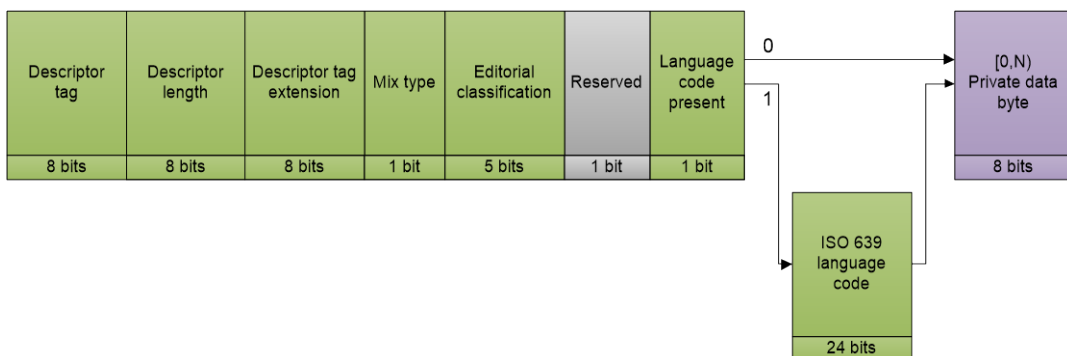 Descriptor
tag
8 bits
Descriptor
length
8 bits
Descriptor tag
extension
8 bits
Mix type
1 bit
Editorial
classification
5 bits
Reserved
1 bit
Language
code
present
1 bit
0
1
ISO 639
language
code
24 bits
[0,N)
Private data
byte
8 bits